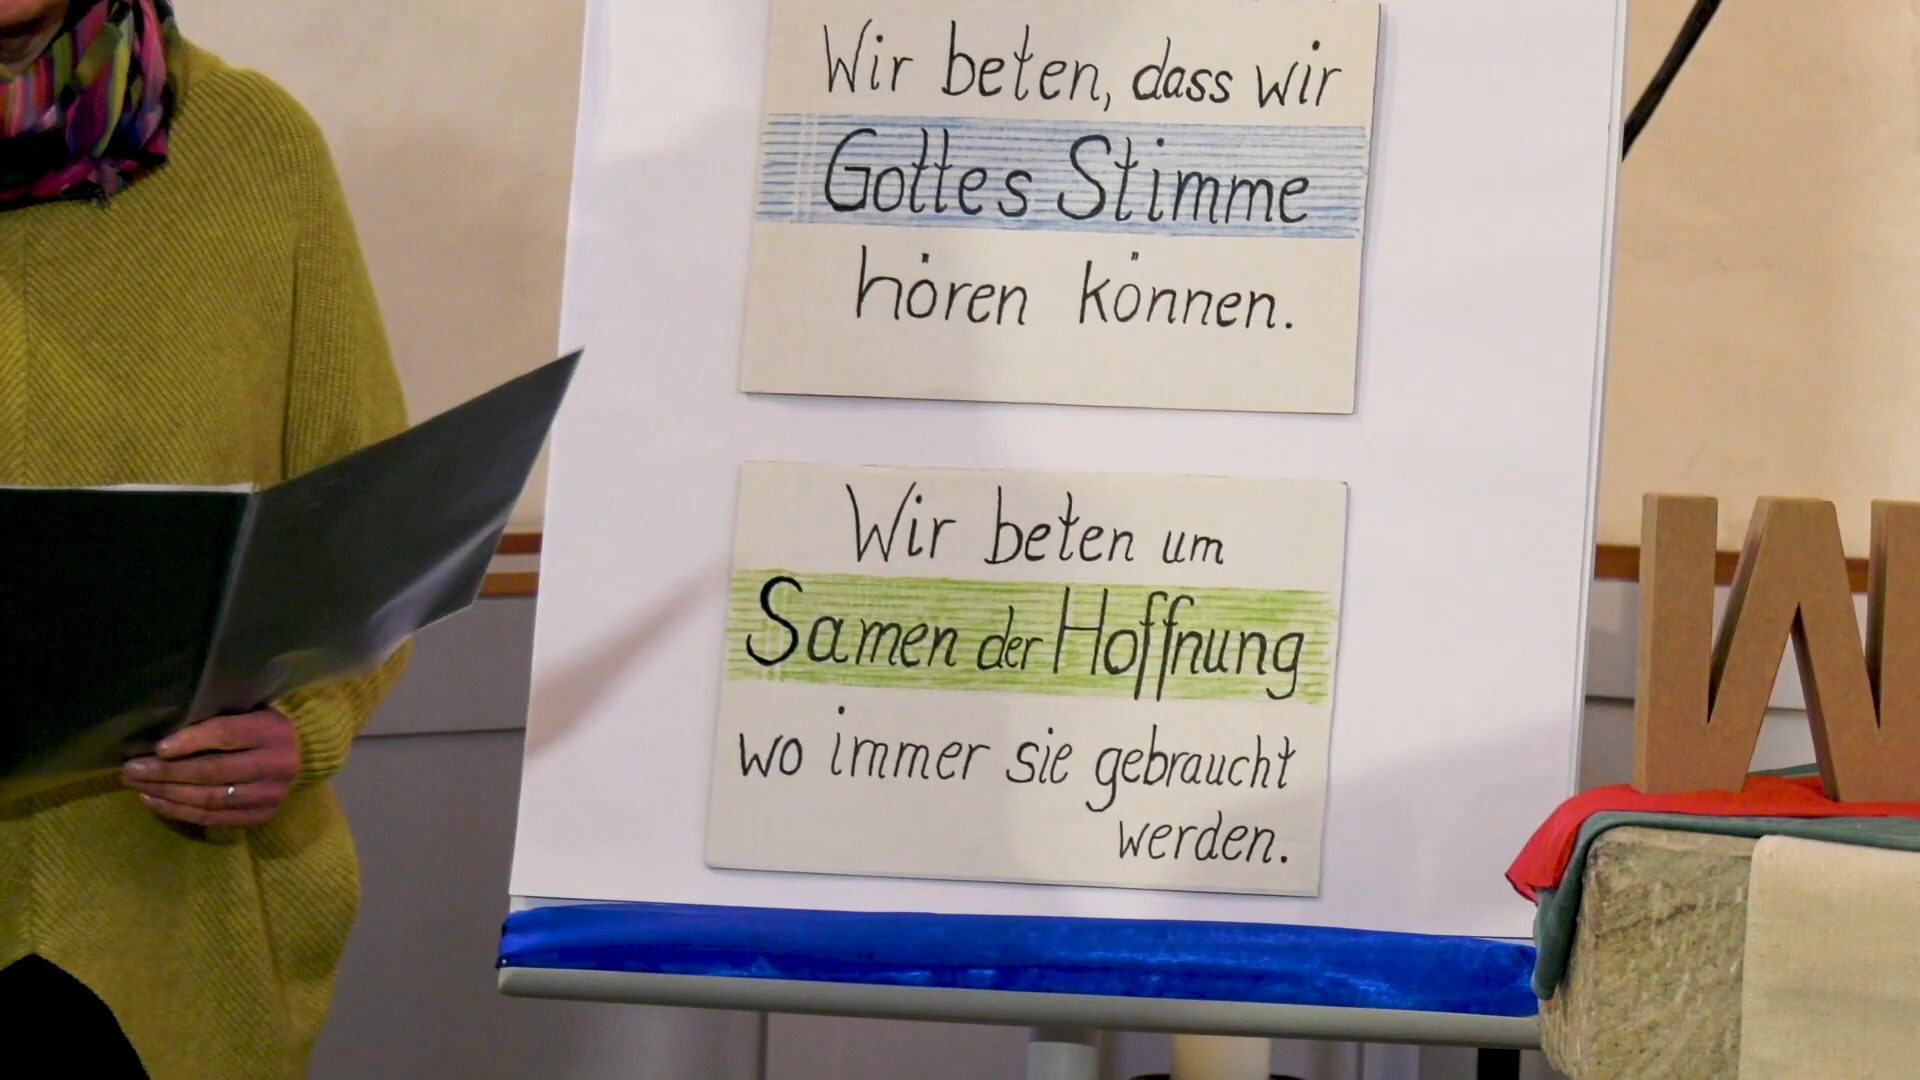 Wir beten, dass wir
Gottes Stimme
hören können.
Wir beten um
Samen der Hoffnung
wo immer sie gebraucht
werden.
W